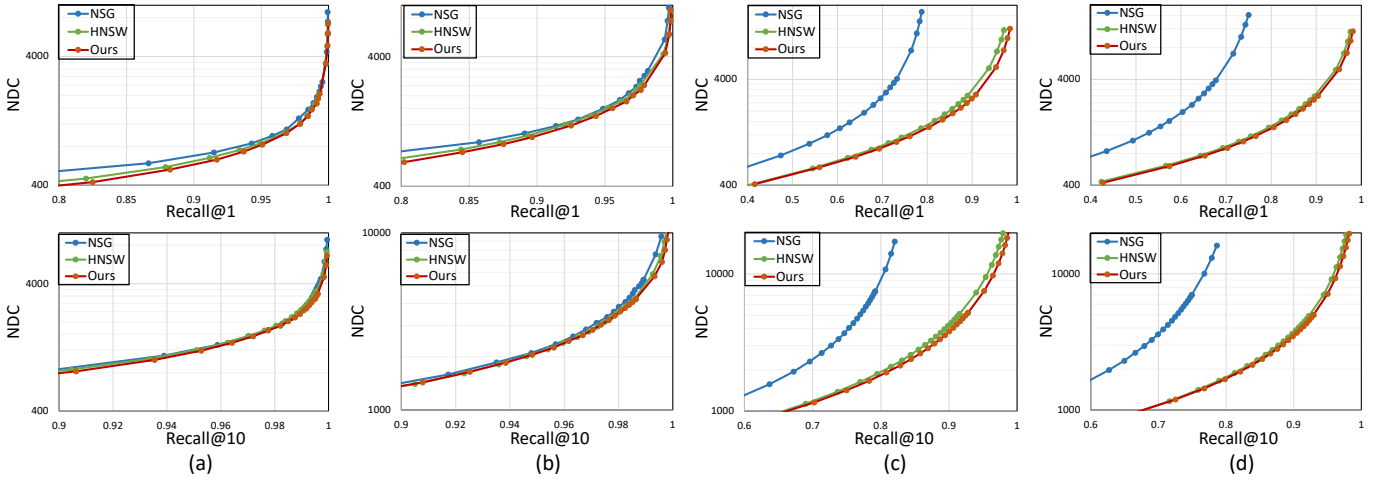 NSG
HNSW
Ours
4000
400
NDC
0.8
0.85
0.9
0.95
1
Recall@1
NSG
HNSW
Ours
4000
400
NDC
0.8
0.9
1
Recall@1
NSG
HNSW
Ours
4000
400
NDC
0.4
0.5
0.6
0.7
0.8
0.9
1
Recall@1
NSG
HNSW
Ours
4000
400
NDC
0.4
0.5
0.6
0.7
0.8
0.9
1
Recall@1
NSG
HNSW
Ours
4000
400
NDC
0.9
0.92
0.94
0.96
0.98
1
Recall@10
(a)
10000
NSG
HNSW
Ours
1000
NDC
0.9
0.92
0.94
0.96
0.98
1
Recall@10
(b)
NSG
HNSW
Ours
10000
1000
NDC
0.6
0.7
0.8
0.9
1
Recall@10
(c)
NSG
HNSW
Ours
10000
1000
NDC
0.6
0.7
0.8
0.9
1
Recall@10
(d)